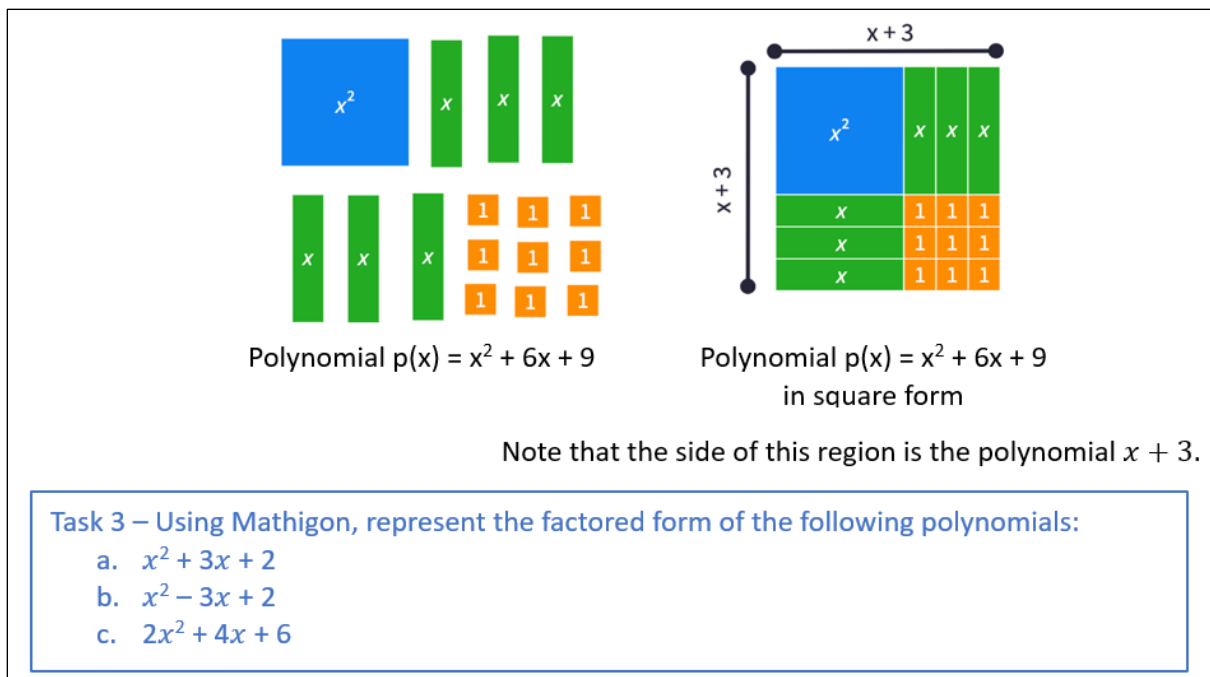 x + 3
x² x x x
x² x x x
x + 3
x x x 1 1 1
1 1 1
1 1 1
x 1 1 1
x 1 1 1
x 1 1 1
Polynomial p(x) = x² + 6x + 9
Polynomial p(x) = x² + 6x + 9
in square form
Note that the side of this region is the polynomial x + 3.
Task 3 – Using Mathigon, represent the factored form of the following polynomials:
a. x² + 3x + 2
b. x² – 3x + 2
c. 2x² + 4x + 6